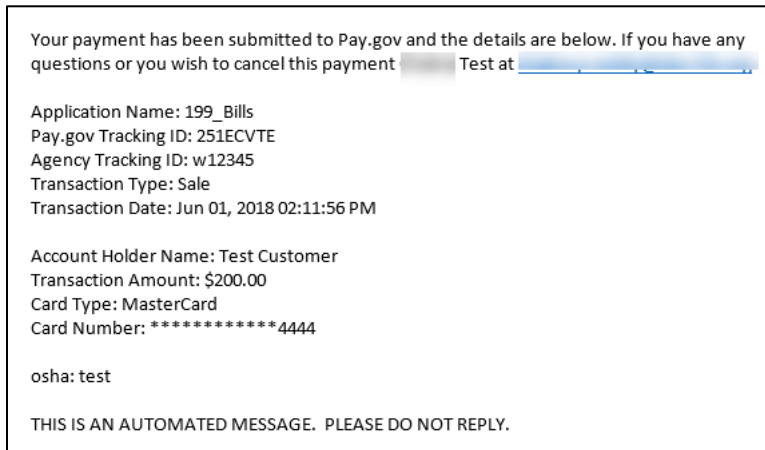 Your payment has been submitted to Pay.gov and the details are below. If you have any
questions or you wish to cancel this payment Test at
Application Name: 199_Bills
Pay.gov Tracking ID: 251ECVTE
Agency Tracking ID: w12345
Transaction Type: Sale
Transaction Date: Jun 01, 2018 02:11:56 PM
Account Holder Name: Test Customer
Transaction Amount: $200.00
Card Type: MasterCard
Card Number: ************4444
osha: test
THIS IS AN AUTOMATED MESSAGE.  PLEASE DO NOT REPLY.